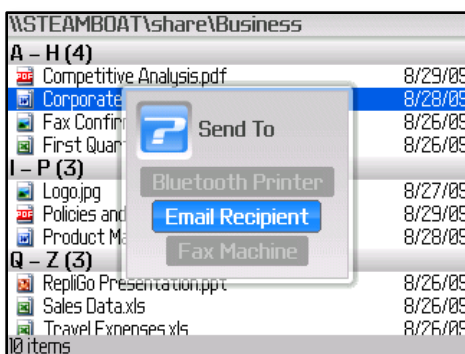 \\STEAMBOAT\share\Business
A – H (4)
Competitive Analysis.pdf 8/29/09
Corporate 8/28/09
Fax Confir 8/26/09
First Quar 8/26/09
I – P (3)
Logo.jpg 8/27/09
Policies and 8/29/09
Product M 8/28/09
Q – Z (3)
RepliGo Presentation.ppt 8/26/09
Sales Data.xls 8/26/09
Travel Expenses.xls 8/26/09
10 items
Send To
Bluetooth Printer
Email Recipient
Fax Machine